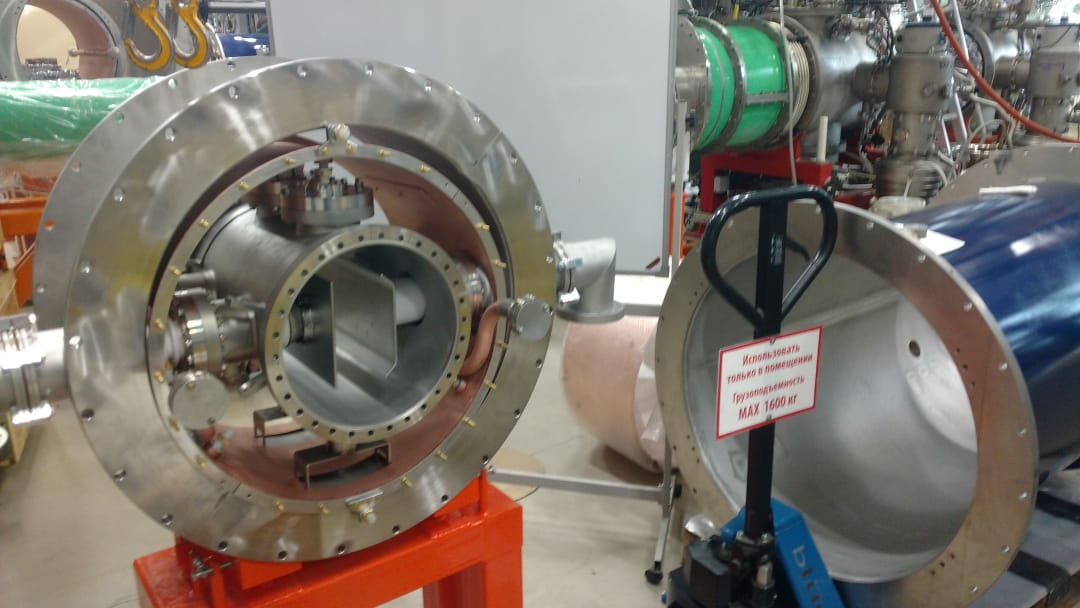 Использовать
только в помещении
Грузоподъемность
MAX 1600 кг